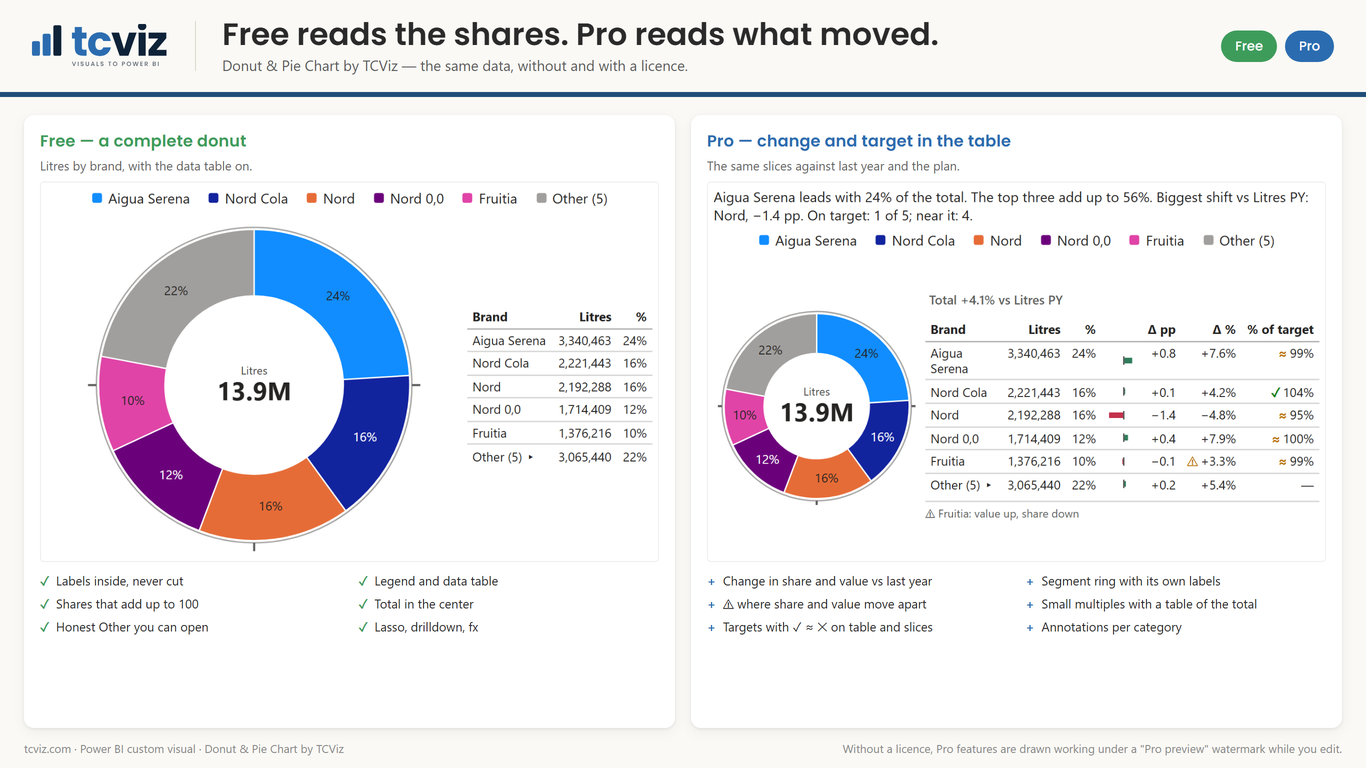 tcviz
VISUALS TO POWER BI
Free reads the shares. Pro reads what moved.
Donut & Pie Chart by TCViz — the same data, without and with a licence.
Free
Pro
Free — a complete donut
Litres by brand, with the data table on.
Aigua Serena
Nord Cola
Nord
Nord 0,0
Fruitia
Other (5)
24%
16%
16%
12%
10%
22%
Litres
13.9M
Brand Litres %
Aigua Serena 3,340,463 24%
Nord Cola 2,221,443 16%
Nord 2,192,288 16%
Nord 0,0 1,714,409 12%
Fruitia 1,376,216 10%
Other (5) ▸ 3,065,440 22%
✓ Labels inside, never cut
✓ Shares that add up to 100
✓ Honest Other you can open
✓ Legend and data table
✓ Total in the center
✓ Lasso, drilldown, fx
Pro — change and target in the table
The same slices against last year and the plan.
Aigua Serena leads with 24% of the total. The top three add up to 56%. Biggest shift vs Litres PY:
Nord, −1.4 pp. On target: 1 of 5; near it: 4.
Aigua Serena
Nord Cola
Nord
Nord 0,0
Fruitia
Other (5)
24%
16%
16%
12%
10%
22%
Litres
13.9M
Total +4.1% vs Litres PY
Brand Litres % Δ pp Δ % % of target
Aigua Serena 3,340,463 24% +0.8 +7.6% ≈ 99%
Nord Cola 2,221,443 16% +0.1 +4.2% ✓ 104%
Nord 2,192,288 16% −1.4 −4.8% ≈ 95%
Nord 0,0 1,714,409 12% +0.4 +7.9% ≈ 100%
Fruitia 1,376,216 10% −0.1 ⚠ +3.3% ≈ 99%
Other (5) ▸ 3,065,440 22% +0.2 +5.4% —
⚠ Fruitia: value up, share down
+ Change in share and value vs last year
+ ⚠ where share and value move apart
+ Targets with ✓ ≈ ✕ on table and slices
+ Segment ring with its own labels
+ Small multiples with a table of the total
+ Annotations per category
tcviz.com · Power BI custom visual · Donut & Pie Chart by TCViz
Without a licence, Pro features are drawn working under a "Pro preview" watermark while you edit.